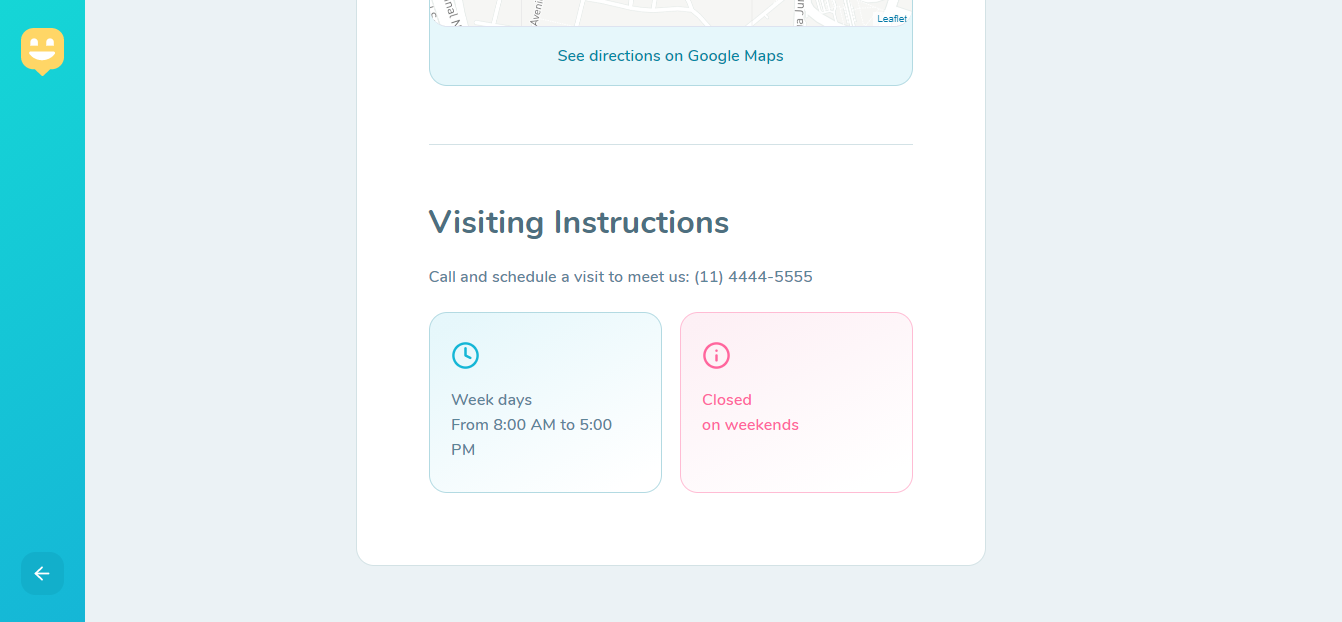 Leaflet
See directions on Google Maps
Visiting Instructions
Call and schedule a visit to meet us: (11) 4444-5555
Week days
From 8:00 AM to 5:00
PM
Closed
on weekends